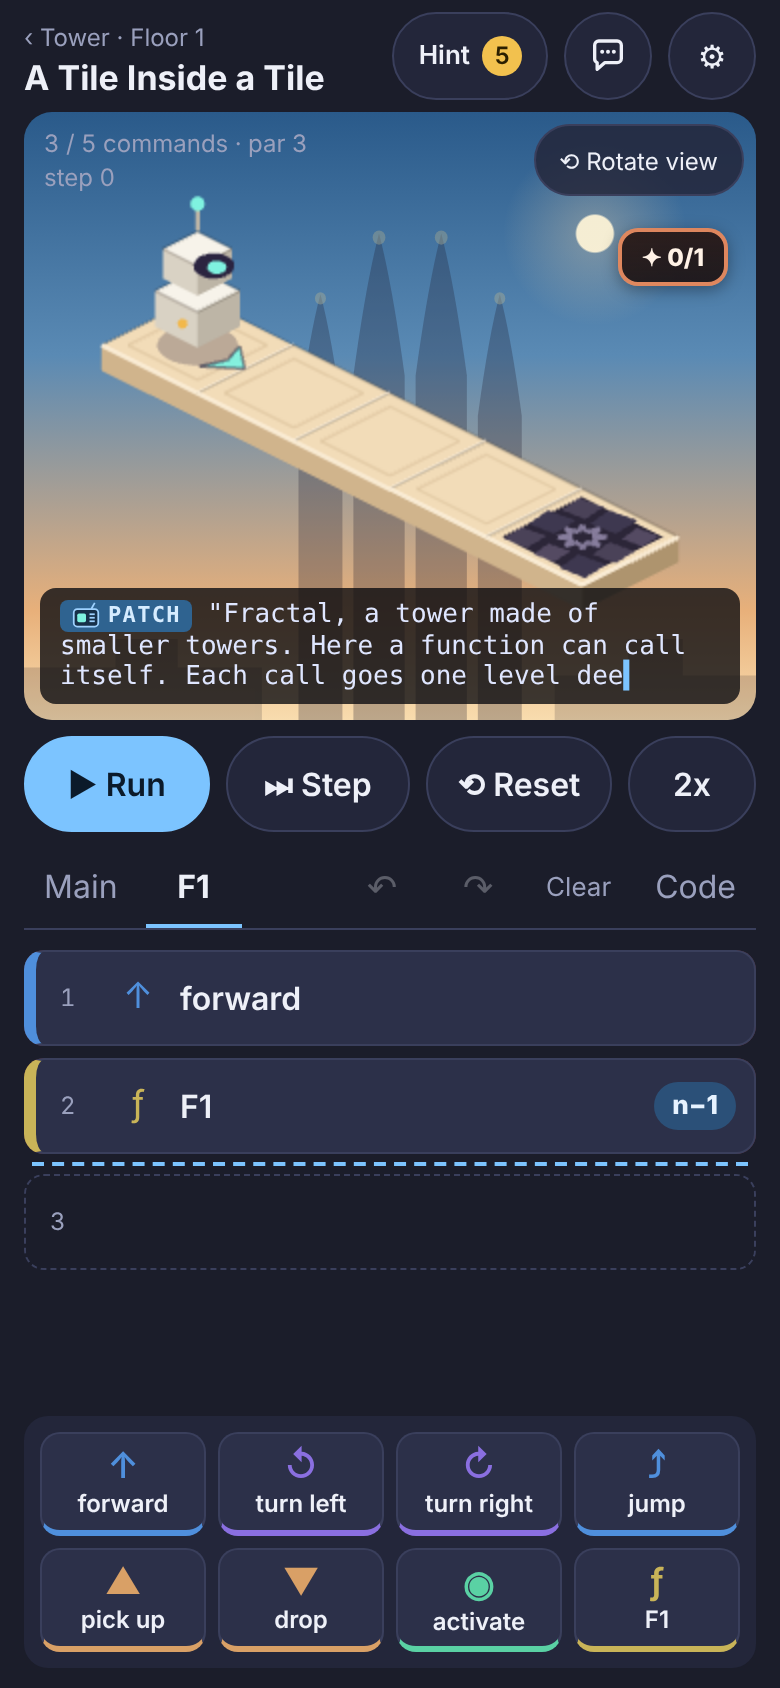 ‹ Tower · Floor 1
A Tile Inside a Tile
Hint 5
3 / 5 commands · par 3
step 0
⟲ Rotate view
✦ 0/1
PATCH "Fractal, a tower made of
smaller towers. Here a function can call
itself. Each call goes one level dee
▶ Run
⏭ Step
⟲ Reset
2x
Main
F1
↶
↷
Clear
Code
1 ↑ forward
2 ƒ F1 n−1
3
↑ forward
turn left
turn right
jump
pick up
drop
activate
ƒ F1